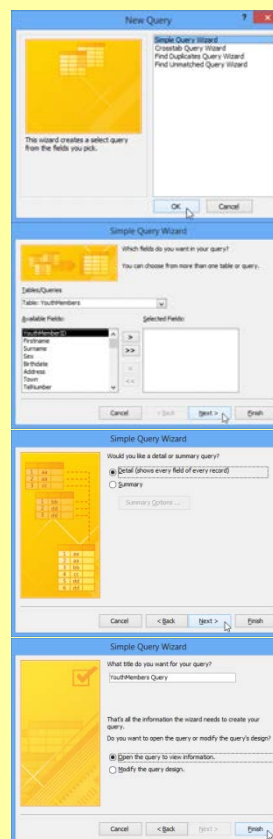 New Query
?
Simple Query Wizard
Crosstab Query Wizard
Find Duplicates Query Wizard
Find Unmatched Query Wizard
This wizard creates a select query
from the fields you pick.
OK
Cancel
Simple Query Wizard
Which fields do you want in your query?
You can choose from more than one table or query.
Tables/Queries
Table: YouthMembers
Available Fields:
Selected Fields:
YouthMemberID
Firstname
Surname
Sex
Birthdate
Address
Town
TelNumber
>
>>
<
<<
Cancel
< Back
Next >
Finish
Simple Query Wizard
Would you like a detail or summary query?
Detail (shows every field of every record)
Summary
Summary Options ...
Cancel
< Back
Next >
Finish
Simple Query Wizard
What title do you want for your query?
YouthMembers Query
That's all the information the wizard needs to create your
query.
Do you want to open the query or modify the query's design?
Open the query to view information.
Modify the query design.
Cancel
< Back
Next >
Finish